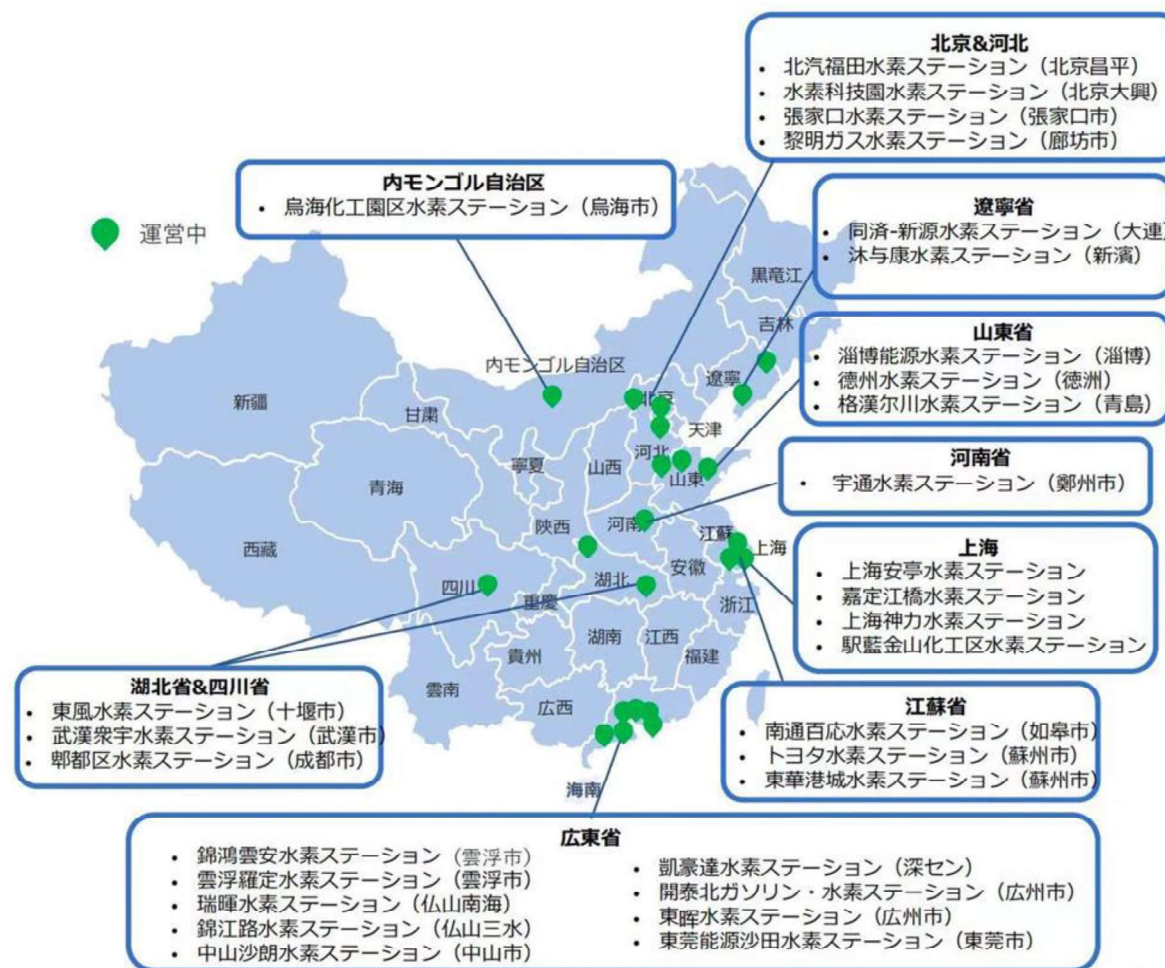 北京&河北
・ 北汽福田水素ステーション（北京昌平）
・ 水素科技園水素ステーション（北京大興）
・ 張家口水素ステーション（張家口市）
・ 黎明ガス水素ステーション（廊坊市）
内モンゴル自治区
・ 烏海化工園区水素ステーション（烏海市）
運営中
遼寧省
・ 同済-新源水素ステーション（大連
・ 沐与康水素ステーション（新濱）
黒竜江
吉林
遼寧
内モンゴル自治区
山東省
・ 淄博能源水素ステーション（淄博）
・ 德州水素ステーション（徳洲）
・ 格漢尔川水素ステーション（青島）
新疆
甘粛
北京
天津
河北
寧夏
山西
山東
青海
河南省
・ 宇通水素ステーション（鄭州市）
西藏
陝西
河南
江蘇
上海
安徽
四川
重慶
湖北
浙江
上海
・ 上海安亭水素ステーション
・ 嘉定江橋水素ステーション
・ 上海神力水素ステーション
・ 駅藍金山化工区水素ステーション
湖南
江西
貴州
福建
雲南
広西
海南
湖北省&四川省
・ 東風水素ステーション（十堰市）
・ 武漢衆宇水素ステーション（武漢市）
・ 郫都区水素ステーション（成都市）
江蘇省
・ 南通百応水素ステーション（如皋市）
・ トヨタ水素ステーション（蘇州市）
・ 東華港城水素ステーション（蘇州市）
広東省
・ 錦鴻雲安水素ステーション（雲浮市）
・ 雲浮羅定水素ステーション（雲浮市）
・ 瑞暉水素ステーション（仏山南海）
・ 錦江路水素ステーション（仏山三水）
・ 中山沙朗水素ステーション（中山市）
・ 凱豪達水素ステーション（深セン）
・ 開泰北ガソリン・水素ステーション（広州市）
・ 東暉水素ステーション（広州市）
・ 東莞能源沙田水素ステーション（東莞市）